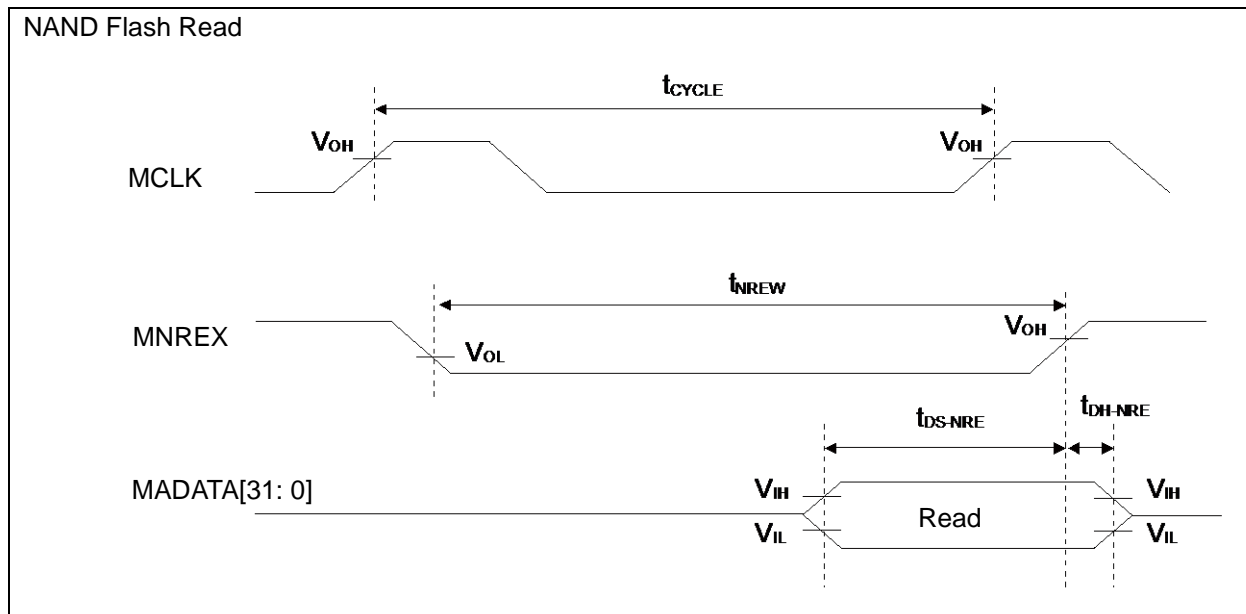 NAND Flash Read
tCYCLE
VOH VOH
MCLK
tNREW
MNREX VOH
VOL
tDS-NRE tDH-NRE
MADATA[31: 0] VIH VIH
Read
VIL VIL